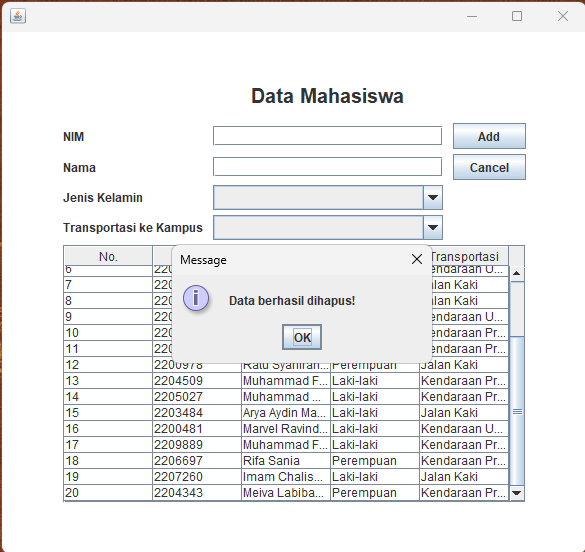 Data Mahasiswa
NIM
Add
Nama
Cancel
Jenis Kelamin
Transportasi ke Kampus
No. Transportasi
Message
Data berhasil dihapus!
OK
6 220 Kendaraan U...
7 220 Jalan Kaki
8 220 Jalan Kaki
9 220 Kendaraan U...
10 220 Kendaraan Pr...
11 220 Kendaraan Pr...
12 2200978 Ratu Syahran... Perempuan Jalan Kaki
13 2204509 Muhammad F... Laki-laki Kendaraan Pr...
14 2205027 Muhammad ... Laki-laki Kendaraan Pr...
15 2203484 Arya Aydin Ma... Laki-laki Jalan Kaki
16 2200481 Marvel Ravind... Laki-laki Kendaraan U...
17 2209889 Muhammad F... Laki-laki Kendaraan Pr...
18 2206697 Rifa Sania Perempuan Kendaraan Pr...
19 2207260 Imam Chalis... Laki-laki Jalan Kaki
20 2204343 Meiva Labiba... Perempuan Kendaraan Pr...